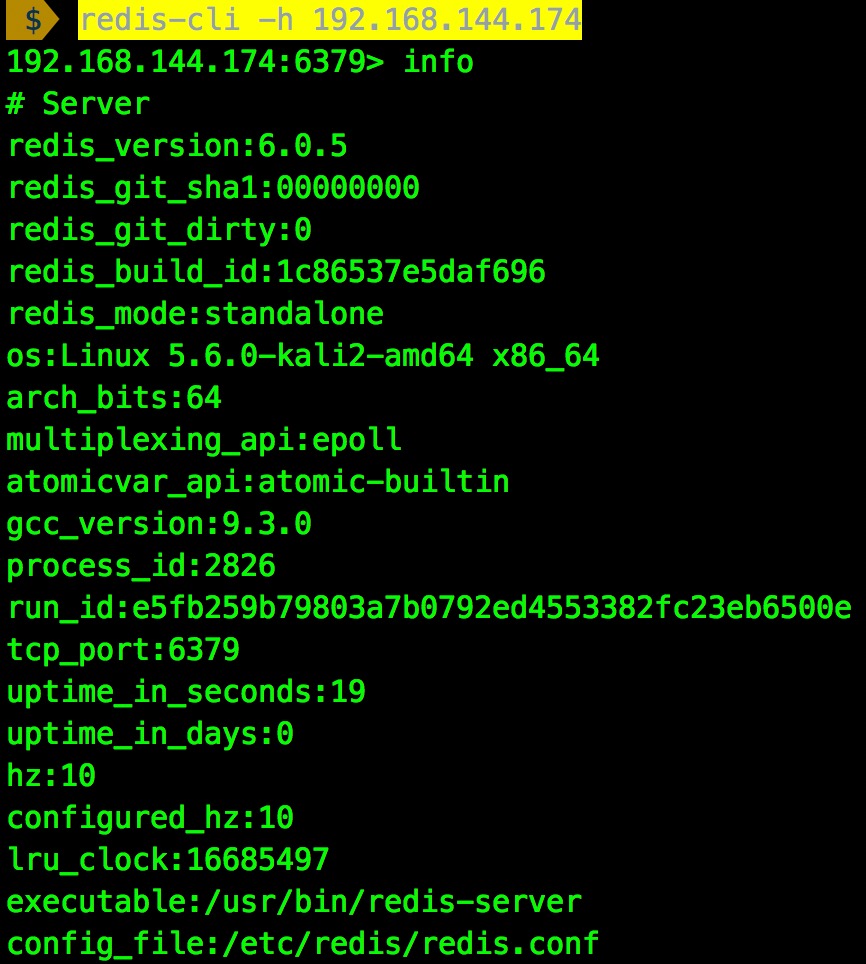 $ redis-cli -h 192.168.144.174
192.168.144.174:6379> info
# Server
redis_version:6.0.5
redis_git_sha1:00000000
redis_git_dirty:0
redis_build_id:1c86537e5daf696
redis_mode:standalone
os:Linux 5.6.0-kali2-amd64 x86_64
arch_bits:64
multiplexing_api:epoll
atomicvar_api:atomic-builtin
gcc_version:9.3.0
process_id:2826
run_id:e5fb259b79803a7b0792ed4553382fc23eb6500e
tcp_port:6379
uptime_in_seconds:19
uptime_in_days:0
hz:10
configured_hz:10
lru_clock:16685497
executable:/usr/bin/redis-server
config_file:/etc/redis/redis.conf